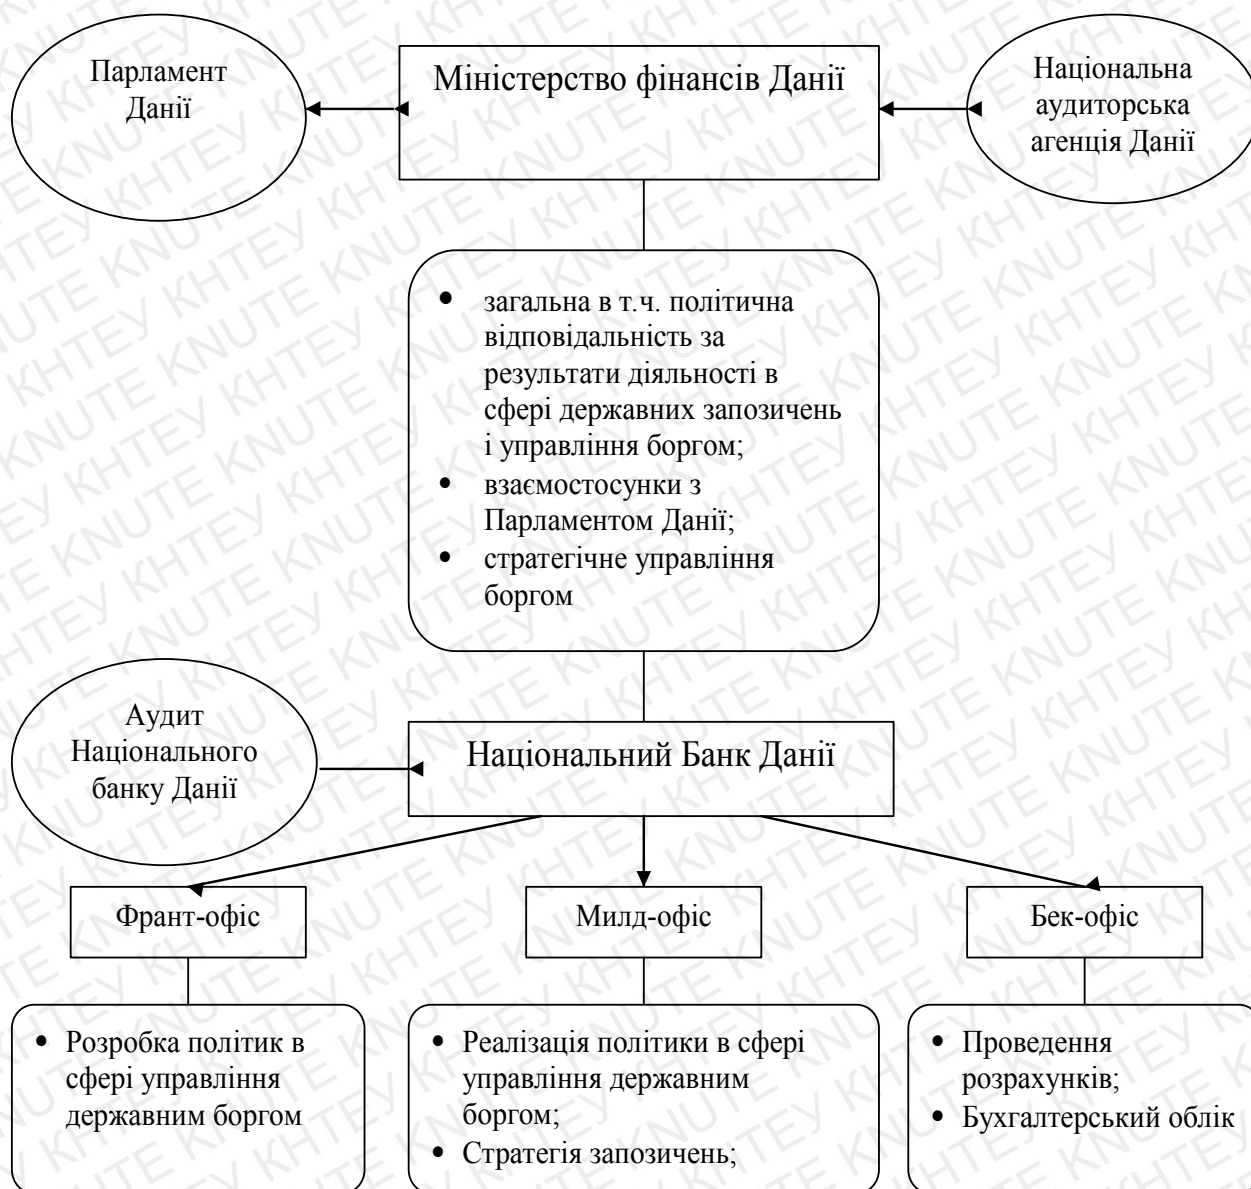 Парламент
Данії
Міністерство фінансів Данії
Національна
аудиторська
агенція Данії
• загальна в т.ч. політична
відповідальність за
результати діяльності в
сфері державних запозичень
і управління боргом;
• взаємостосунки з
Парламентом Данії;
• стратегічне управління
боргом
Аудит
Національного
банку Данії
Національний Банк Данії
Франт-офіс
Милд-офіс
Бек-офіс
• Розробка політик в
сфері управління
державним боргом
• Реалізація політики в сфері
управління державним
боргом;
• Стратегія запозичень;
• Проведення
розрахунків;
• Бухгалтерський облік
КНТЕУ KNUTE